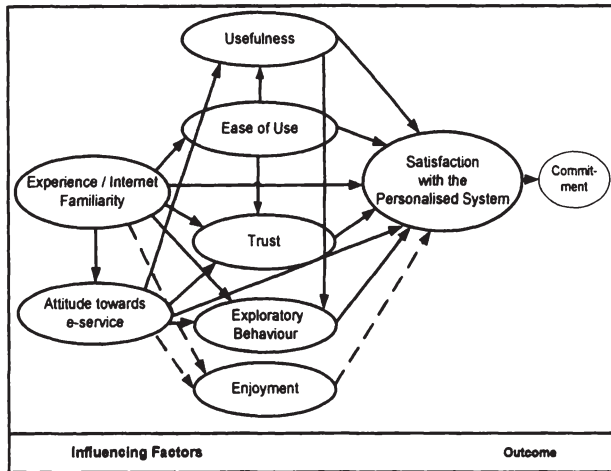 Usefulness
Ease of Use
Experience / Internet
Familiarity
Satisfaction
with the
Personalised System
Commit-
ment
Trust
Attitude towards
e-service
Exploratory
Behaviour
Enjoyment
Influencing Factors
Outcome